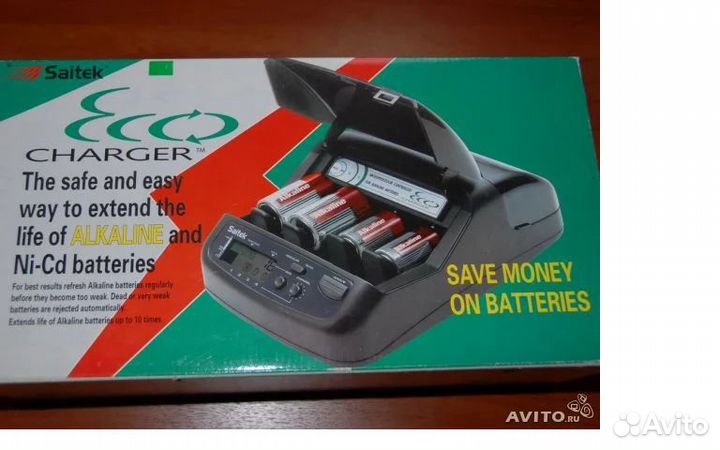 Saitek
Eco
CHARGER™
The safe and easy
way to extend the
life of ALKALINE and
Ni-Cd batteries
For best results refresh Alkaline batteries regularly
before they become too weak. Dead or very weak
batteries are rejected automatically.
Extends life of Alkaline batteries up to 10 times.
Alkaline
Alkaline
Alkaline
Alkaline
Eco
Saitek
SAVE MONEY
ON BATTERIES
AVITO.ru
Avito